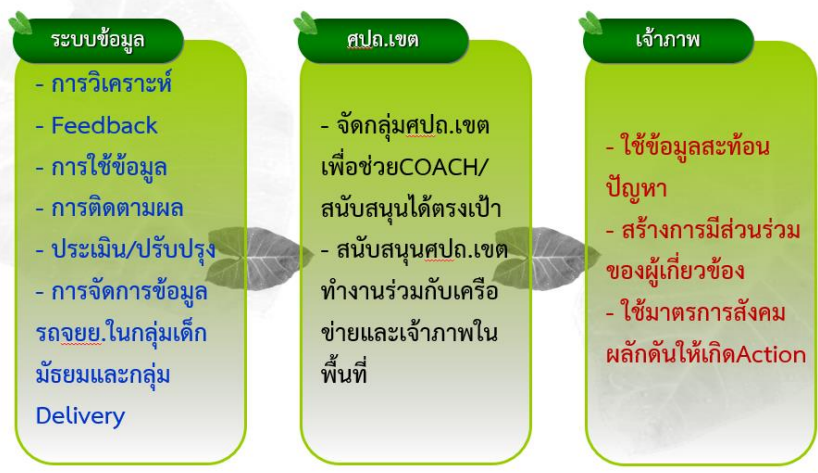 ระบบข้อมูล
- การวิเคราะห์
- Feedback
- การใช้ข้อมูล
- การติดตามผล
- ประเมิน/ปรับปรุง
- การจัดการข้อมูล
รถจยย.ในกลุ่มเด็ก
มัธยมและกลุ่ม
Delivery
ศปถ.เขต
- จัดกลุ่มศปถ.เขต
เพื่อช่วยCOACH/
สนับสนุนได้ตรงเป้า
- สนับสนุนศปถ.เขต
ทำงานร่วมกับเครือ
ข่ายและเจ้าภาพใน
พื้นที่
เจ้าภาพ
- ใช้ข้อมูลสะท้อน
ปัญหา
- สร้างการมีส่วนร่วม
ของผู้เกี่ยวข้อง
- ใช้มาตรการสังคม
ผลักดันให้เกิดAction